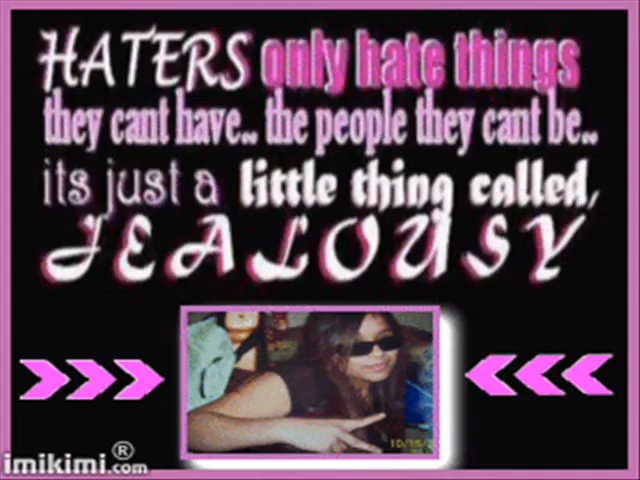 HATERS only hate things
they cant have.. the people they cant be..
its just a little thing called,
JEALOUSY
imikimi.com®